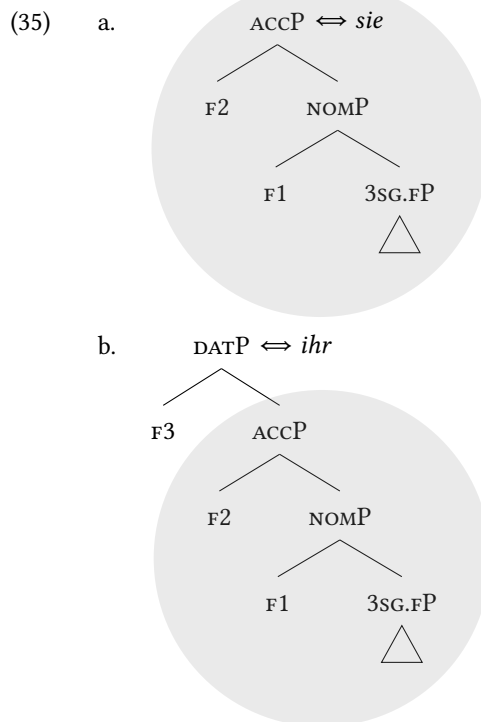 (35) a. ACCP ⇔ sie
F2 NOMP
F1 3SG.FP
b. DATP ⇔ ihr
F3 ACCP
F2 NOMP
F1 3SG.FP